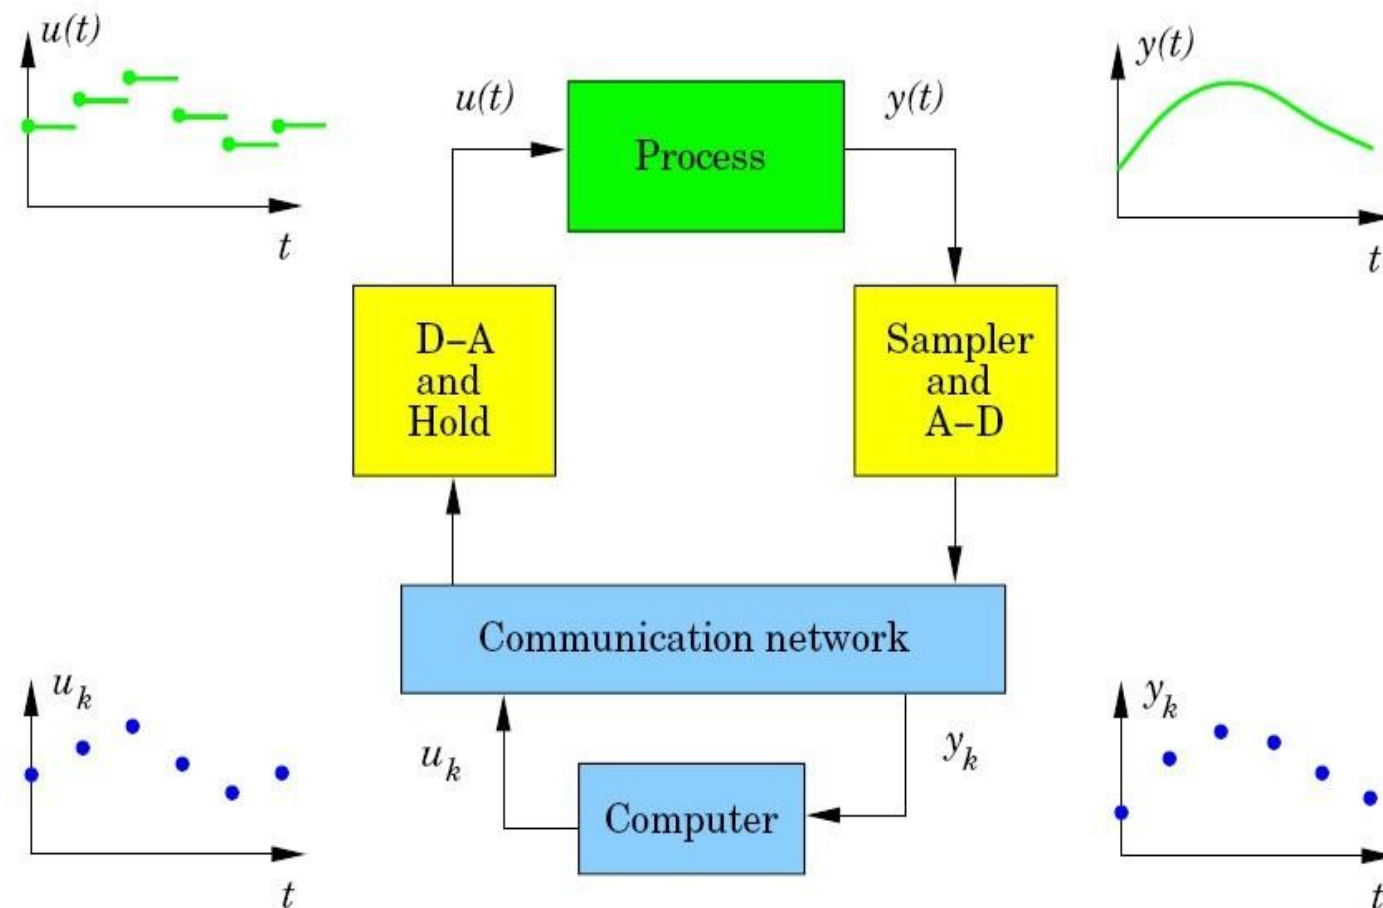 u(t)
t
u(t)
Process
y(t)
y(t)
t
D–A
and
Hold
Sampler
and
A–D
Communication network
u_k
t
u_k
Computer
y_k
y_k
t